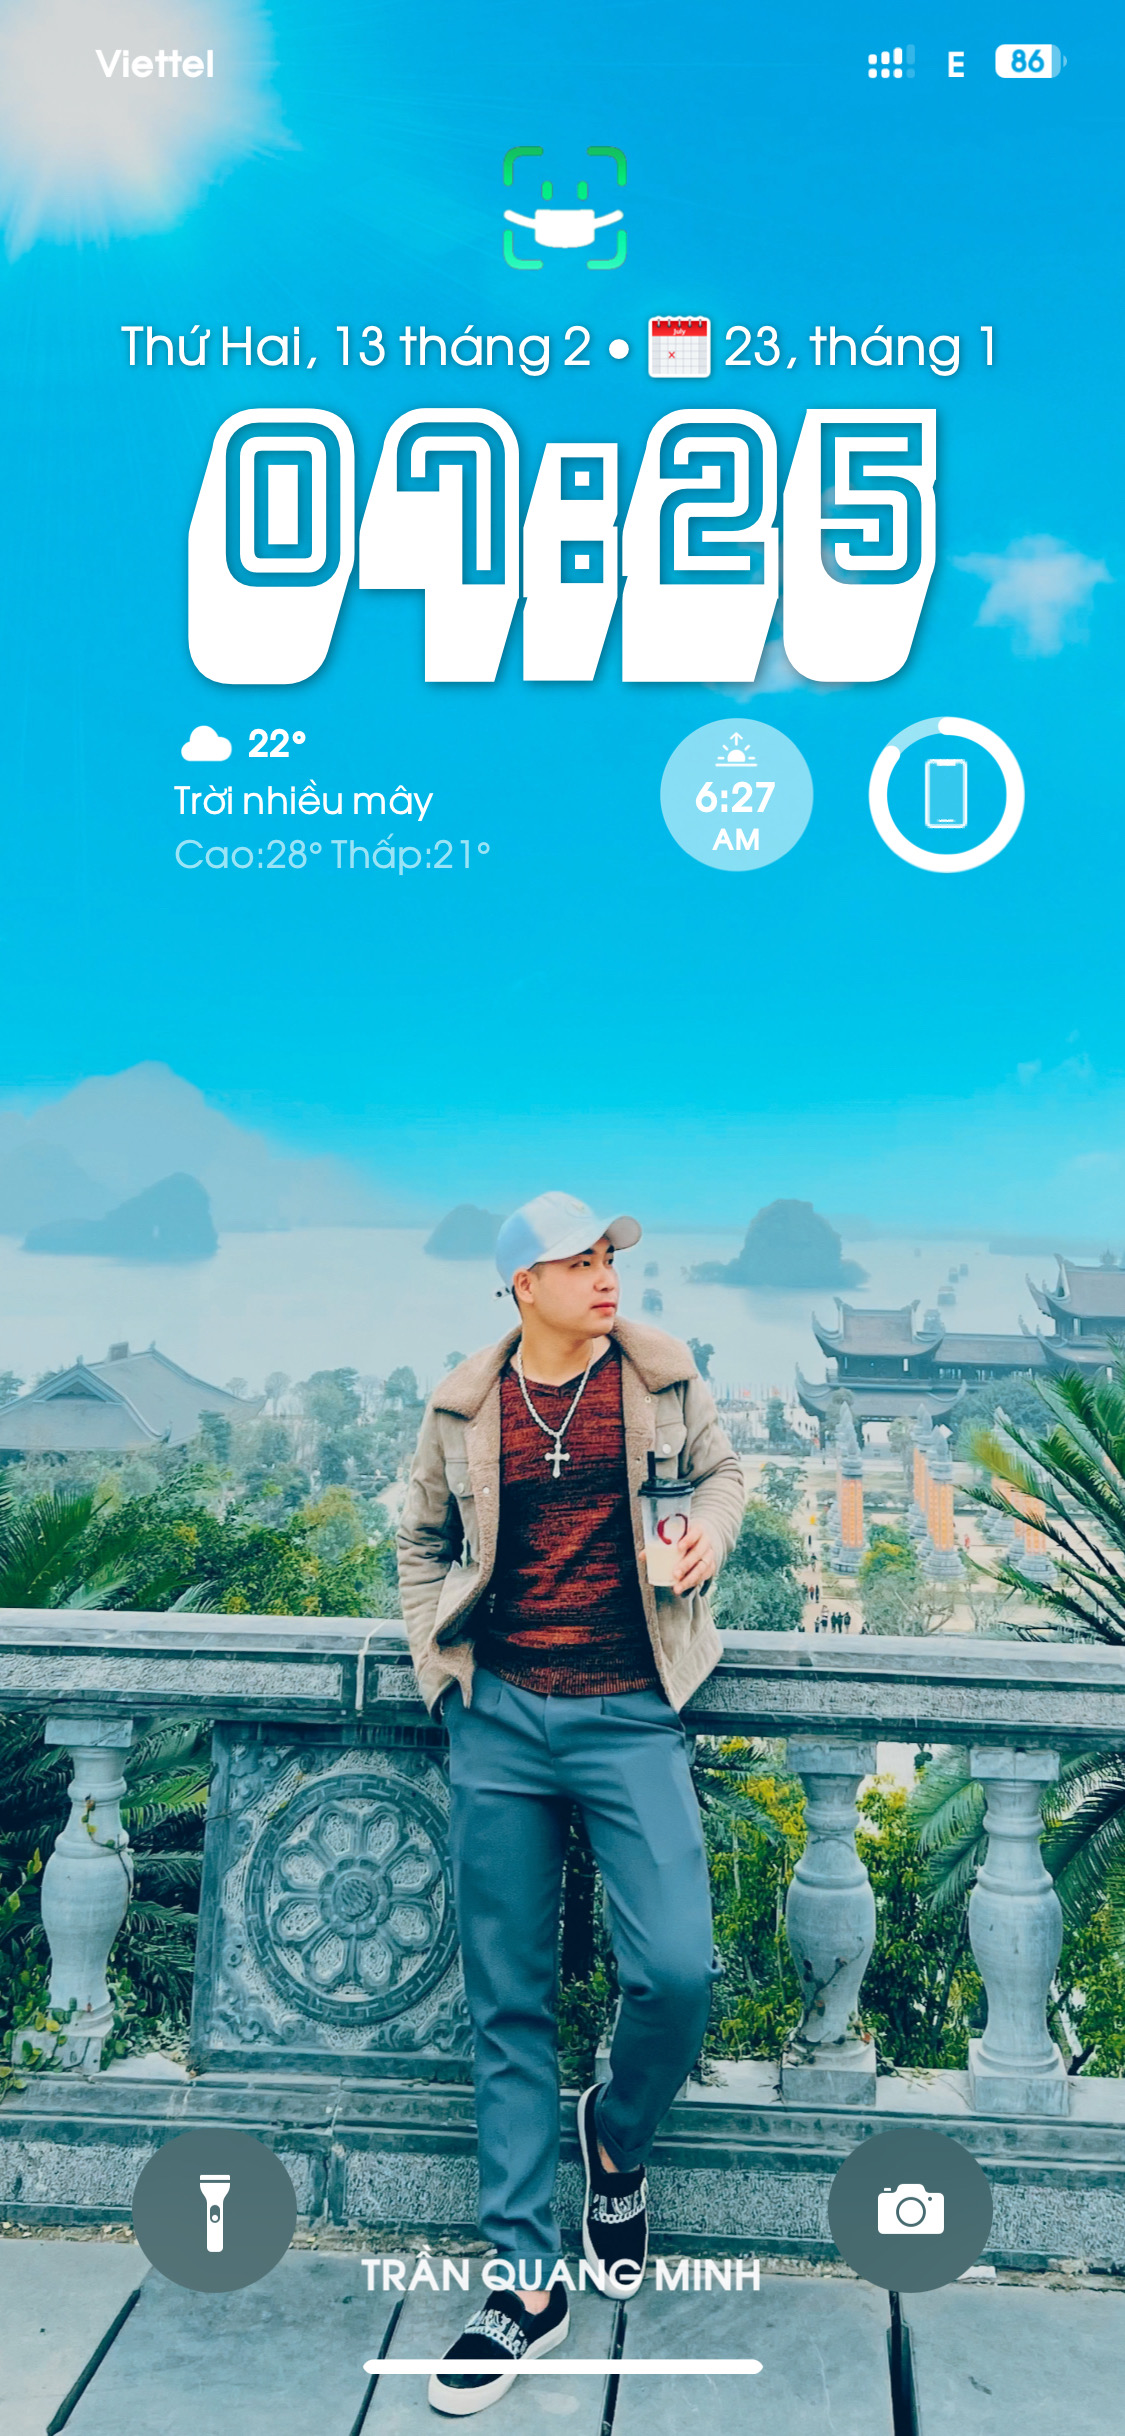 Viettel E 86
Thứ Hai, 13 tháng 2 • 23, tháng 1
07:25
22°
Trời nhiều mây
Cao:28° Thấp:21°
6:27
AM
TRẦN QUANG MINH